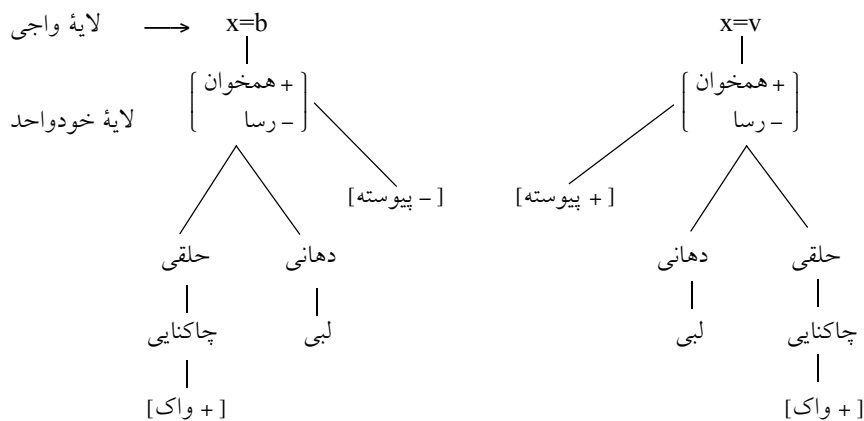 لایهٔ واجی ⟶ x=b x=v
[+ همخوان] [+ همخوان]
لایهٔ خودواحد [– رسا] [– رسا]
[– پیوسته] [+ پیوسته]
حلقی دهانی دهانی حلقی
چاکنایی لبی لبی چاکنایی
[+ واک] [+ واک]